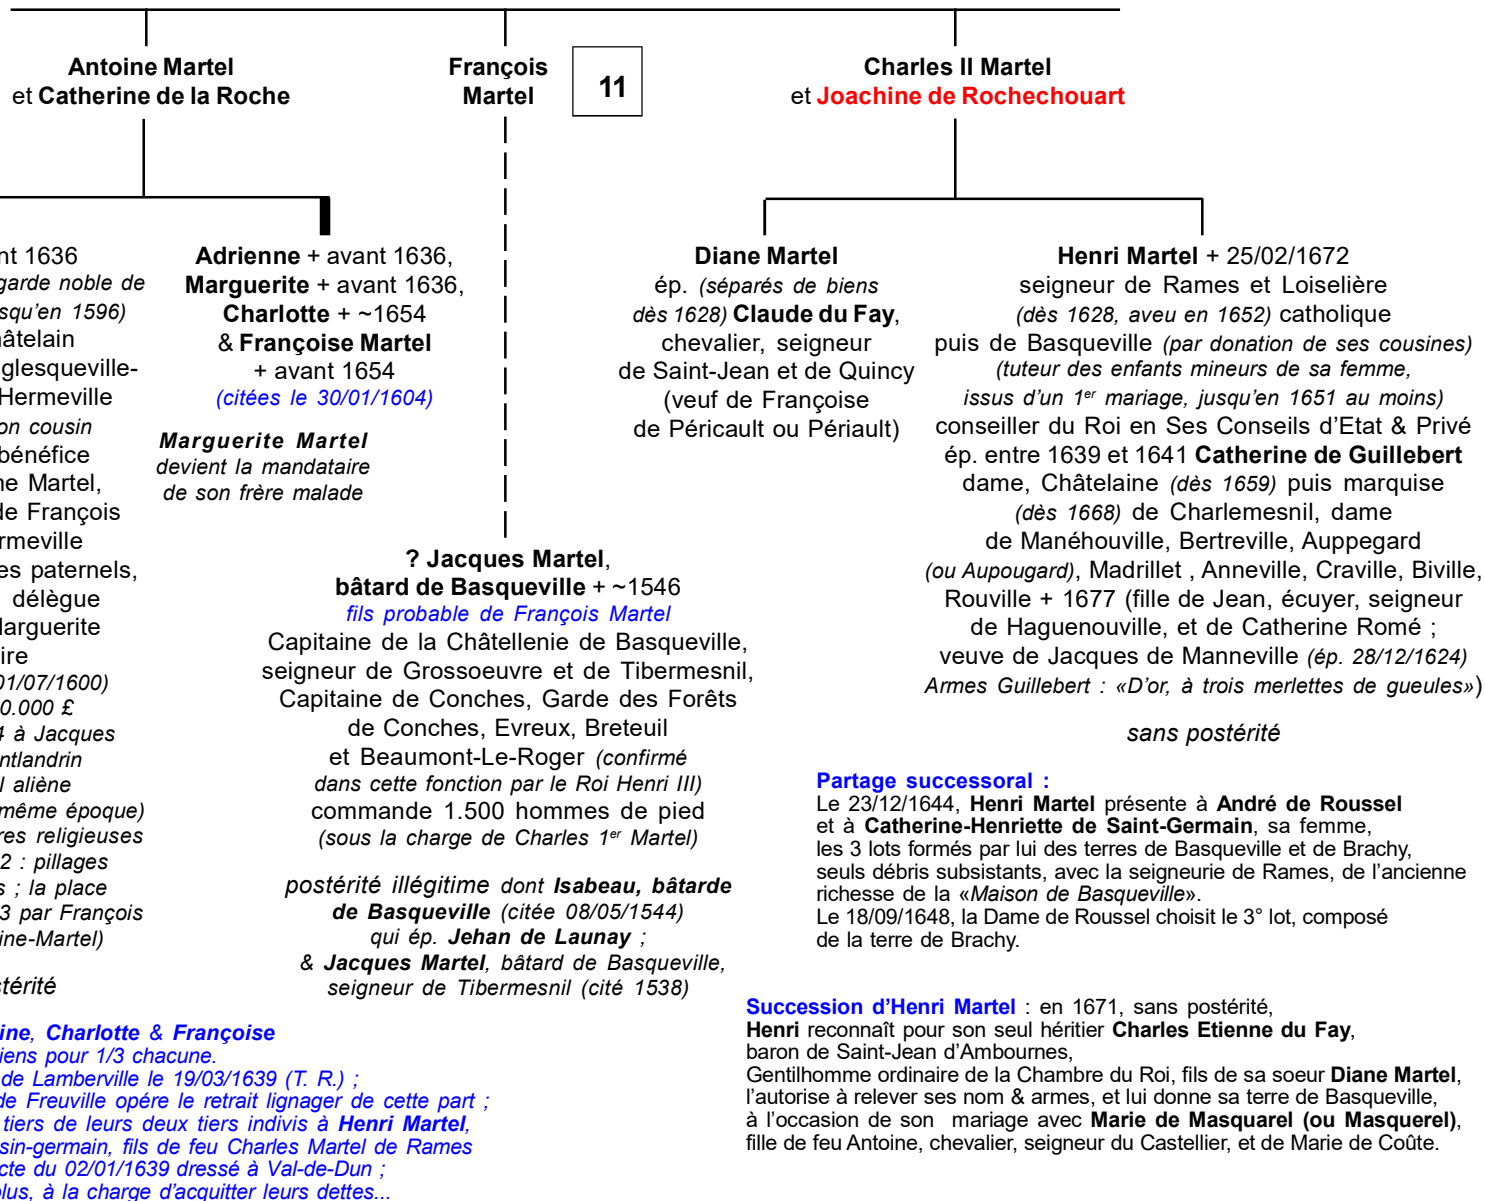 Antoine Martel
et Catherine de la Roche
François
Martel
11
Charles II Martel
et Joachine de Rochechouart
nt 1636
garde noble de
squ'en 1596)
hâtelain
glesqueville-
Hermeville
on cousin
bénéfice
ne Martel,
de François
rmeville
es paternels,
délègue
Marguerite
ire
01/07/1600)
0.000 £
4 à Jacques
ntlandrin
il aliène
même époque)
res religieuses
2 : pillages
s ; la place
3 par François
ine-Martel)
stérité
Adrienne + avant 1636,
Marguerite + avant 1636,
Charlotte + ~1654
& Françoise Martel
+ avant 1654
(citées le 30/01/1604)
Marguerite Martel
devient la mandataire
de son frère malade
? Jacques Martel,
bâtard de Basqueville + ~1546
fils probable de François Martel
Capitaine de la Châtellenie de Basqueville,
seigneur de Grossoeuvre et de Tibermesnil,
Capitaine de Conches, Garde des Forêts
de Conches, Evreux, Breteuil
et Beaumont-Le-Roger (confirmé
dans cette fonction par le Roi Henri III)
commande 1.500 hommes de pied
(sous la charge de Charles 1er Martel)
postérité illégitime dont Isabeau, bâtarde
de Basqueville (citée 08/05/1544)
qui ép. Jehan de Launay ;
& Jacques Martel, bâtard de Basqueville,
seigneur de Tibermesnil (cité 1538)
Diane Martel
ép. (séparés de biens
dès 1628) Claude du Fay,
chevalier, seigneur
de Saint-Jean et de Quincy
(veuf de Françoise
de Péricault ou Périault)
Henri Martel + 25/02/1672
seigneur de Rames et Loiselière
(dès 1628, aveu en 1652) catholique
puis de Basqueville (par donation de ses cousines)
(tuteur des enfants mineurs de sa femme,
issus d'un 1er mariage, jusqu'en 1651 au moins)
conseiller du Roi en Ses Conseils d'Etat & Privé
ép. entre 1639 et 1641 Catherine de Guillebert
dame, Châtelaine (dès 1659) puis marquise
(dès 1668) de Charlemesnil, dame
de Manéhouville, Bertreville, Auppegard
(ou Aupougard), Madrillet , Anneville, Craville, Biville,
Rouville + 1677 (fille de Jean, écuyer, seigneur
de Haguenouville, et de Catherine Romé ;
veuve de Jacques de Manneville (ép. 28/12/1624)
Armes Guillebert : «D'or, à trois merlettes de gueules»)
sans postérité
Partage successoral :
Le 23/12/1644, Henri Martel présente à André de Roussel
et à Catherine-Henriette de Saint-Germain, sa femme,
les 3 lots formés par lui des terres de Basqueville et de Brachy,
seuls débris subsistants, avec la seigneurie de Rames, de l'ancienne
richesse de la «Maison de Basqueville».
Le 18/09/1648, la Dame de Roussel choisit le 3° lot, composé
de la terre de Brachy.
Succession d'Henri Martel : en 1671, sans postérité,
Henri reconnaît pour son seul héritier Charles Etienne du Fay,
baron de Saint-Jean d'Ambournes,
Gentilhomme ordinaire de la Chambre du Roi, fils de sa soeur Diane Martel,
l'autorise à relever ses nom & armes, et lui donne sa terre de Basqueville,
à l'occasion de son mariage avec Marie de Masquarel (ou Masquerel),
fille de feu Antoine, chevalier, seigneur du Castellier, et de Marie de Coûte.
ine, Charlotte & Françoise
iens pour 1/3 chacune.
de Lamberville le 19/03/1639 (T. R.) ;
de Freuville opére le retrait lignager de cette part ;
tiers de leurs deux tiers indivis à Henri Martel,
sin-germain, fils de feu Charles Martel de Rames
cte du 02/01/1639 dressé à Val-de-Dun ;
plus, à la charge d'acquitter leurs dettes...